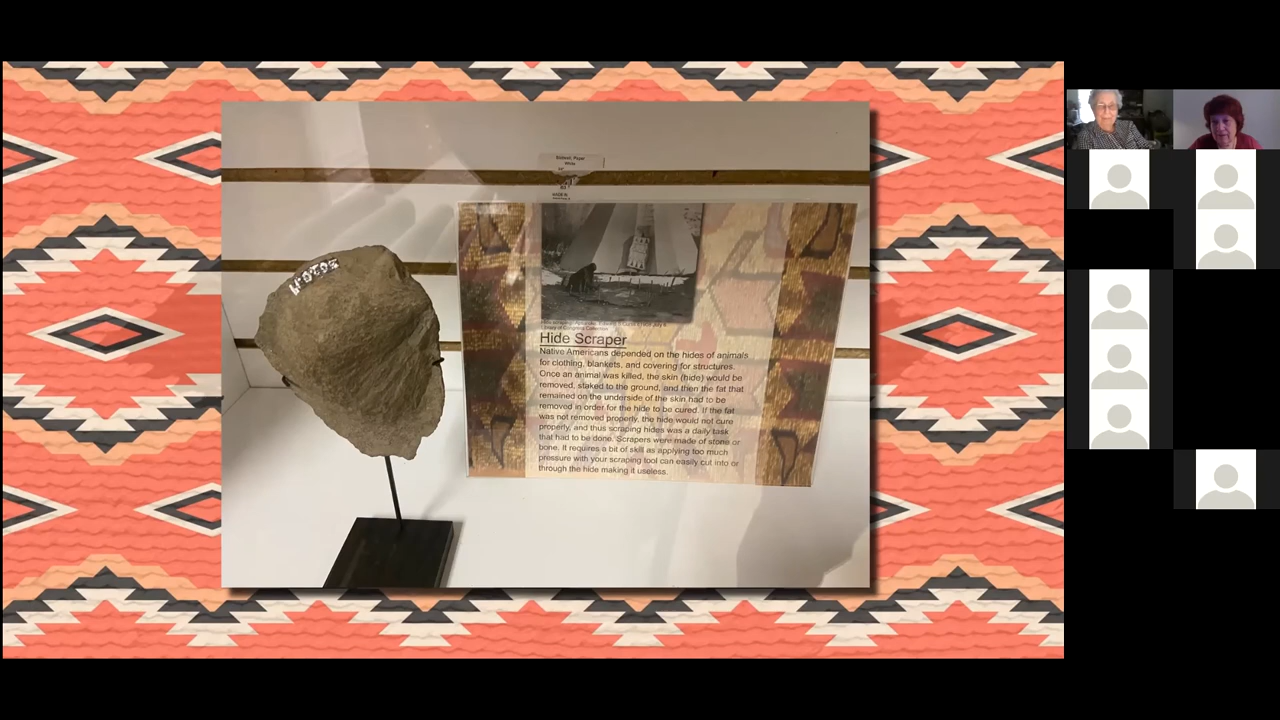 Hide Scraper
Native Americans depended on the hides of animals
for clothing, blankets, and covering for structures.
Once an animal was killed, the skin (hide) would be
removed, staked to the ground, and then the fat that
remained on the underside of the skin had to be
removed in order for the hide to be cured. If the fat
was not removed properly, the hide would not cure
properly, and thus scraping hides was a daily task
that had to be done. Scrapers were made of stone or
bone. It requires a bit of skill as applying too much
pressure with your scraping tool can easily cut into or
through the hide making it useless.